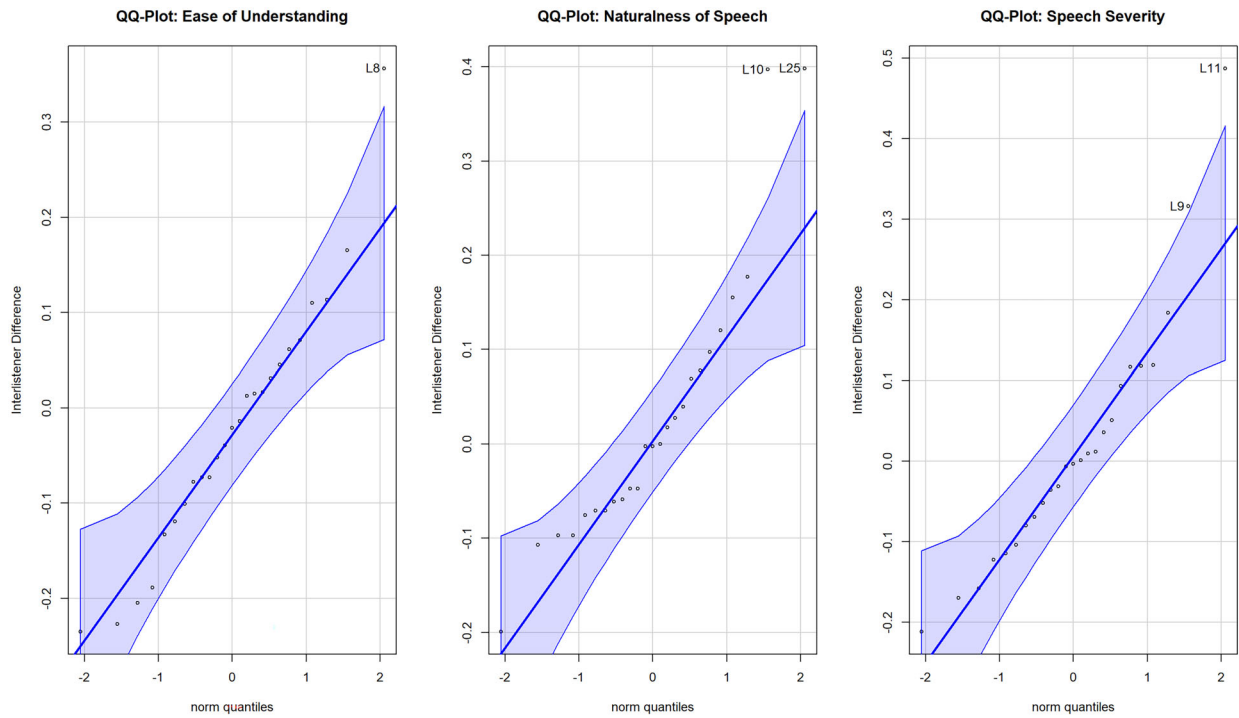 QQ-Plot: Ease of Understanding
L8
0.3
0.2
0.1
0.0
-0.1
-0.2
Interlistener Difference
-2 -1 0 1 2
norm quantiles
QQ-Plot: Naturalness of Speech
L10 L25
0.4
0.3
0.2
0.1
0.0
-0.1
-0.2
Interlistener Difference
-2 -1 0 1 2
norm quantiles
QQ-Plot: Speech Severity
L11
L9
0.5
0.4
0.3
0.2
0.1
0.0
-0.1
-0.2
Interlistener Difference
-2 -1 0 1 2
norm quantiles